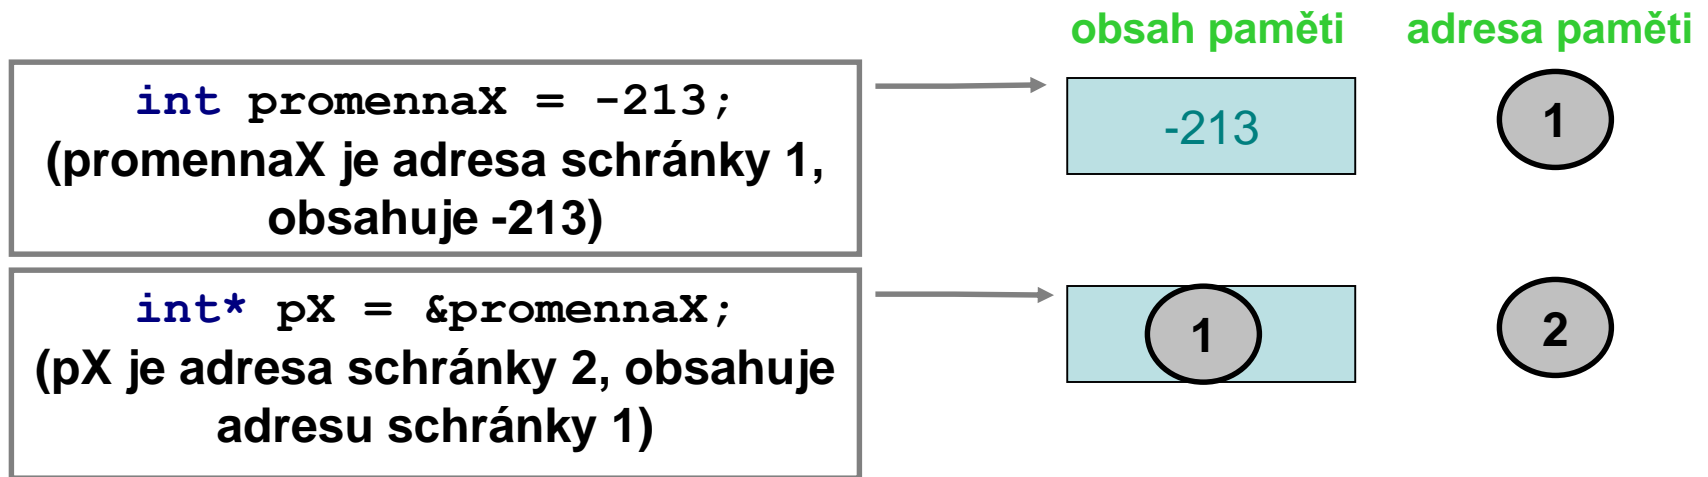 obsah paměti adresa paměti
int promennaX = -213;
(promennaX je adresa schránky 1,
obsahuje -213)
-213
1
int* pX = &promennaX;
(pX je adresa schránky 2, obsahuje
adresu schránky 1)
1
2